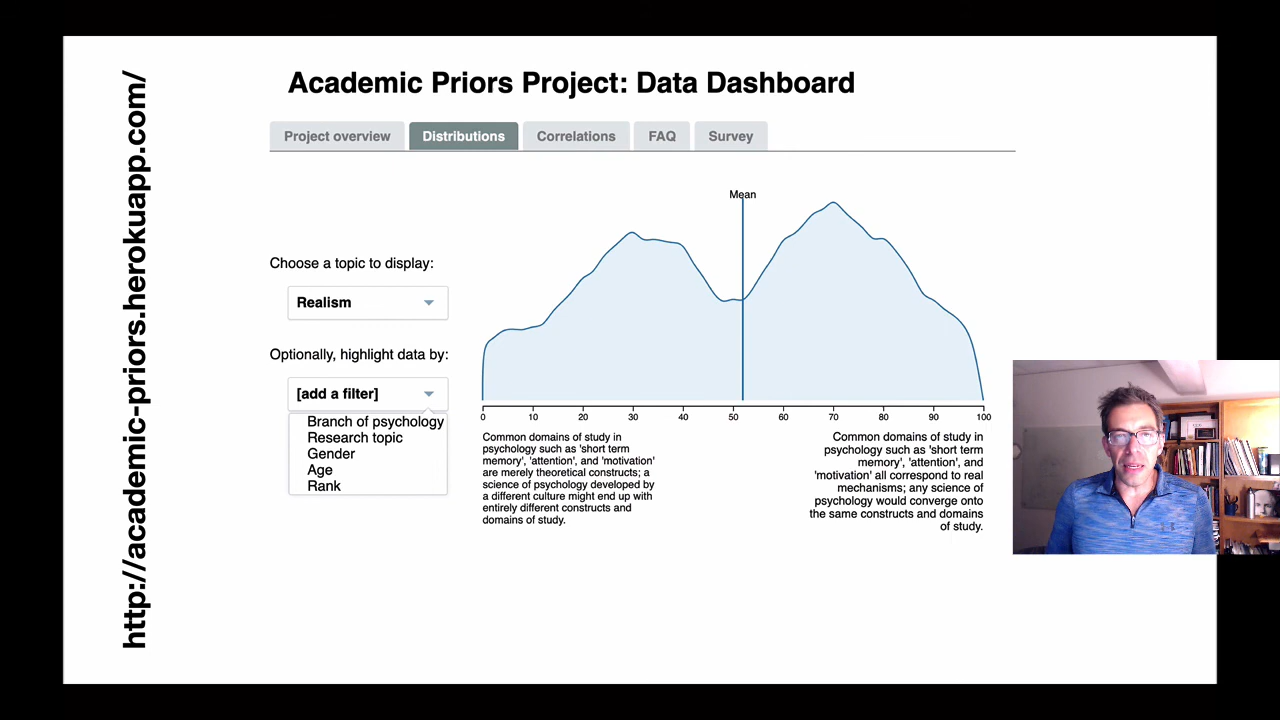 http://academic-priors.herokuapp.com/
Academic Priors Project: Data Dashboard
Project overview
Distributions
Correlations
FAQ
Survey
Mean
Choose a topic to display:
Realism
Optionally, highlight data by:
[add a filter]
Branch of psychology
Research topic
Gender
Age
Rank
0 10 20 30 40 50 60 70 80 90 100
Common domains of study in
psychology such as 'short term
memory', 'attention', and 'motivation'
are merely theoretical constructs; a
science of psychology developed by
a different culture might end up with
entirely different constructs and
domains of study.
Common domains of study in
psychology such as 'short term
memory', 'attention', and
'motivation' all correspond to real
mechanisms; any science of
psychology would converge onto
the same constructs and domains
of study.